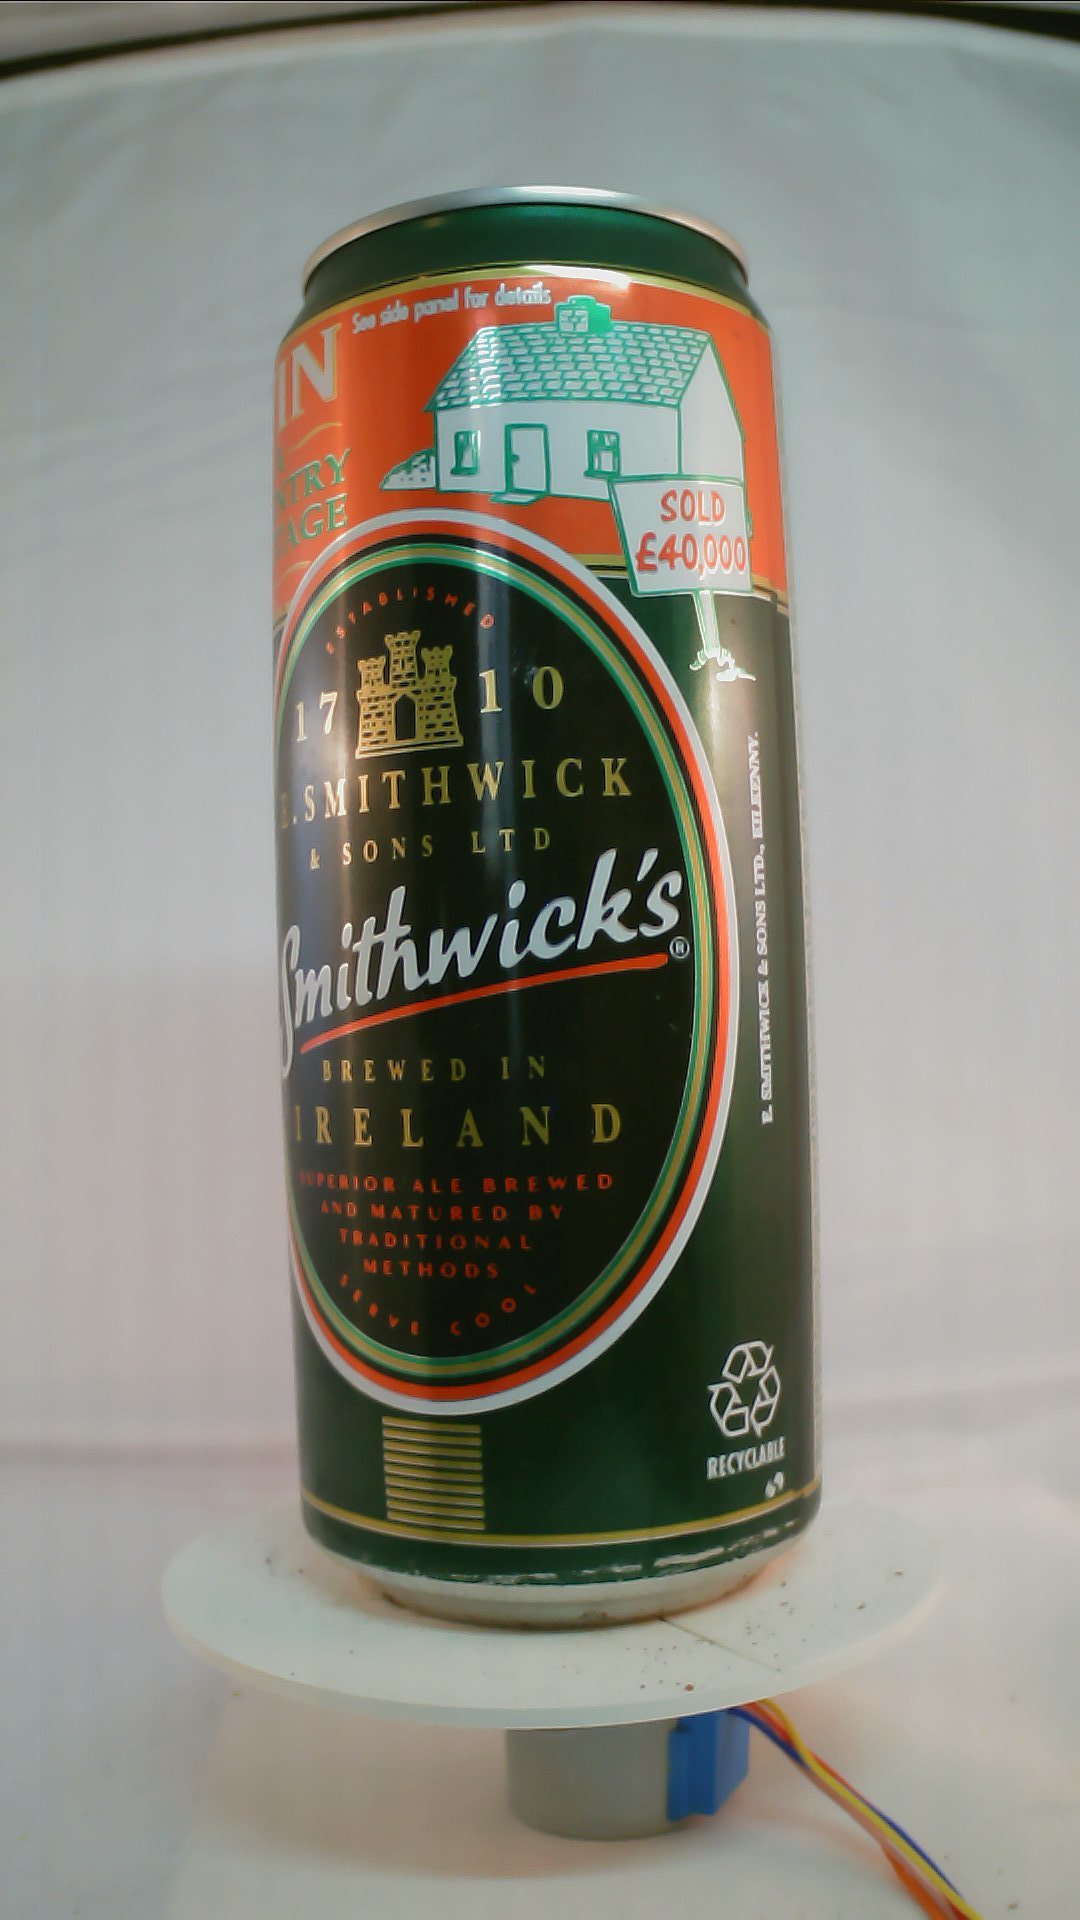 See side panel for details
IN
NTRY
TAGE
SOLD
£40,000
ESTABLISHED
17 10
E. SMITHWICK
& SONS LTD
Smithwick's®
BREWED IN
IRELAND
SUPERIOR ALE BREWED
AND MATURED BY
TRADITIONAL
METHODS
SERVE COOL
E. SMITHWICK & SONS LTD., KILKENNY.
RECYCLABLE
69